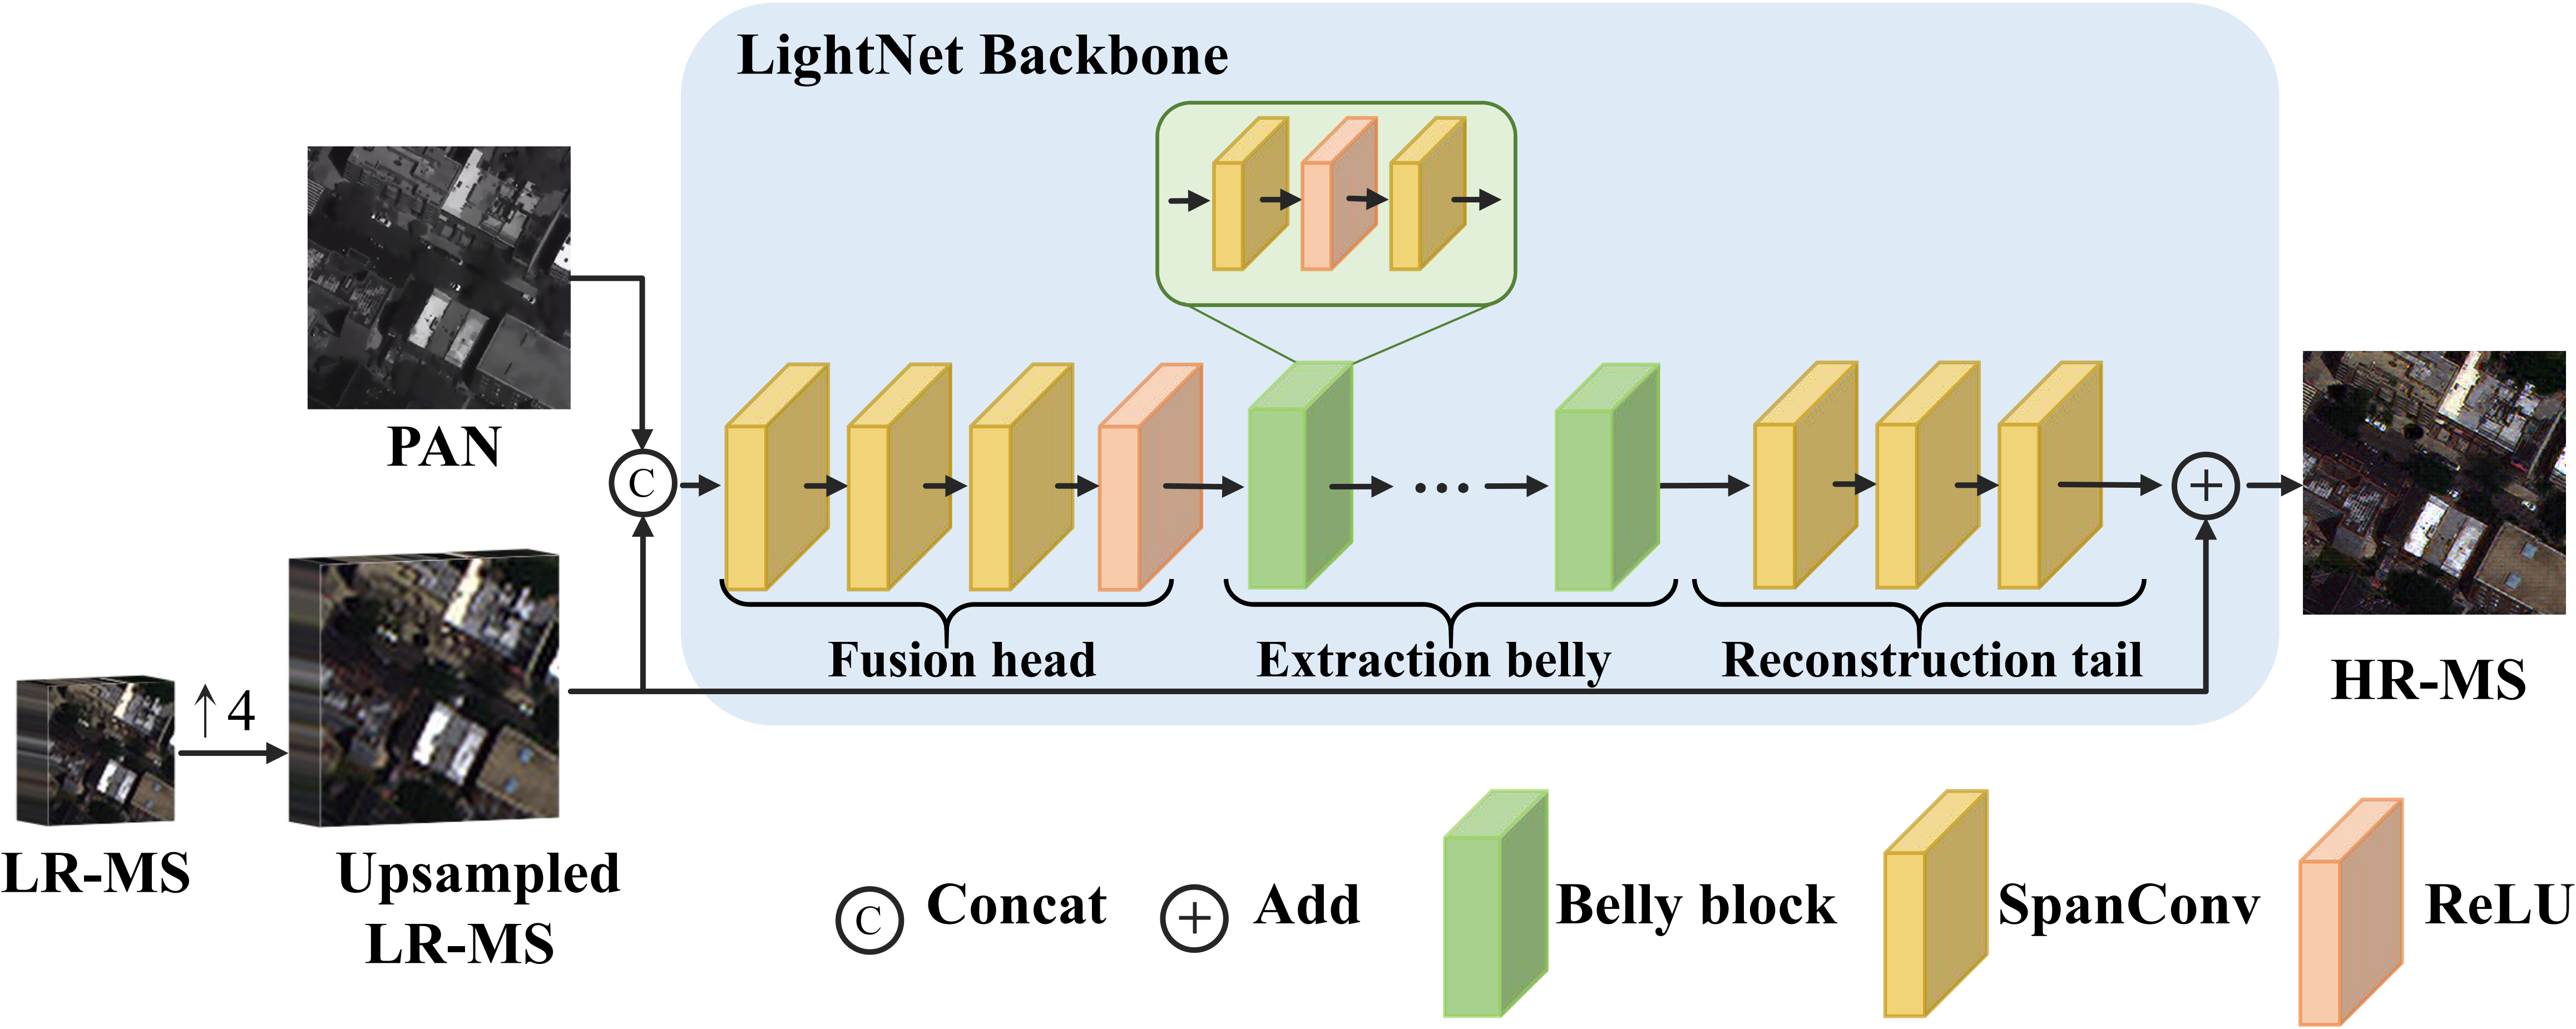 LightNet Backbone
PAN
C
+
Fusion head
Extraction belly
Reconstruction tail
HR-MS
↑4
LR-MS
Upsampled
LR-MS
C Concat
+ Add
Belly block
SpanConv
ReLU